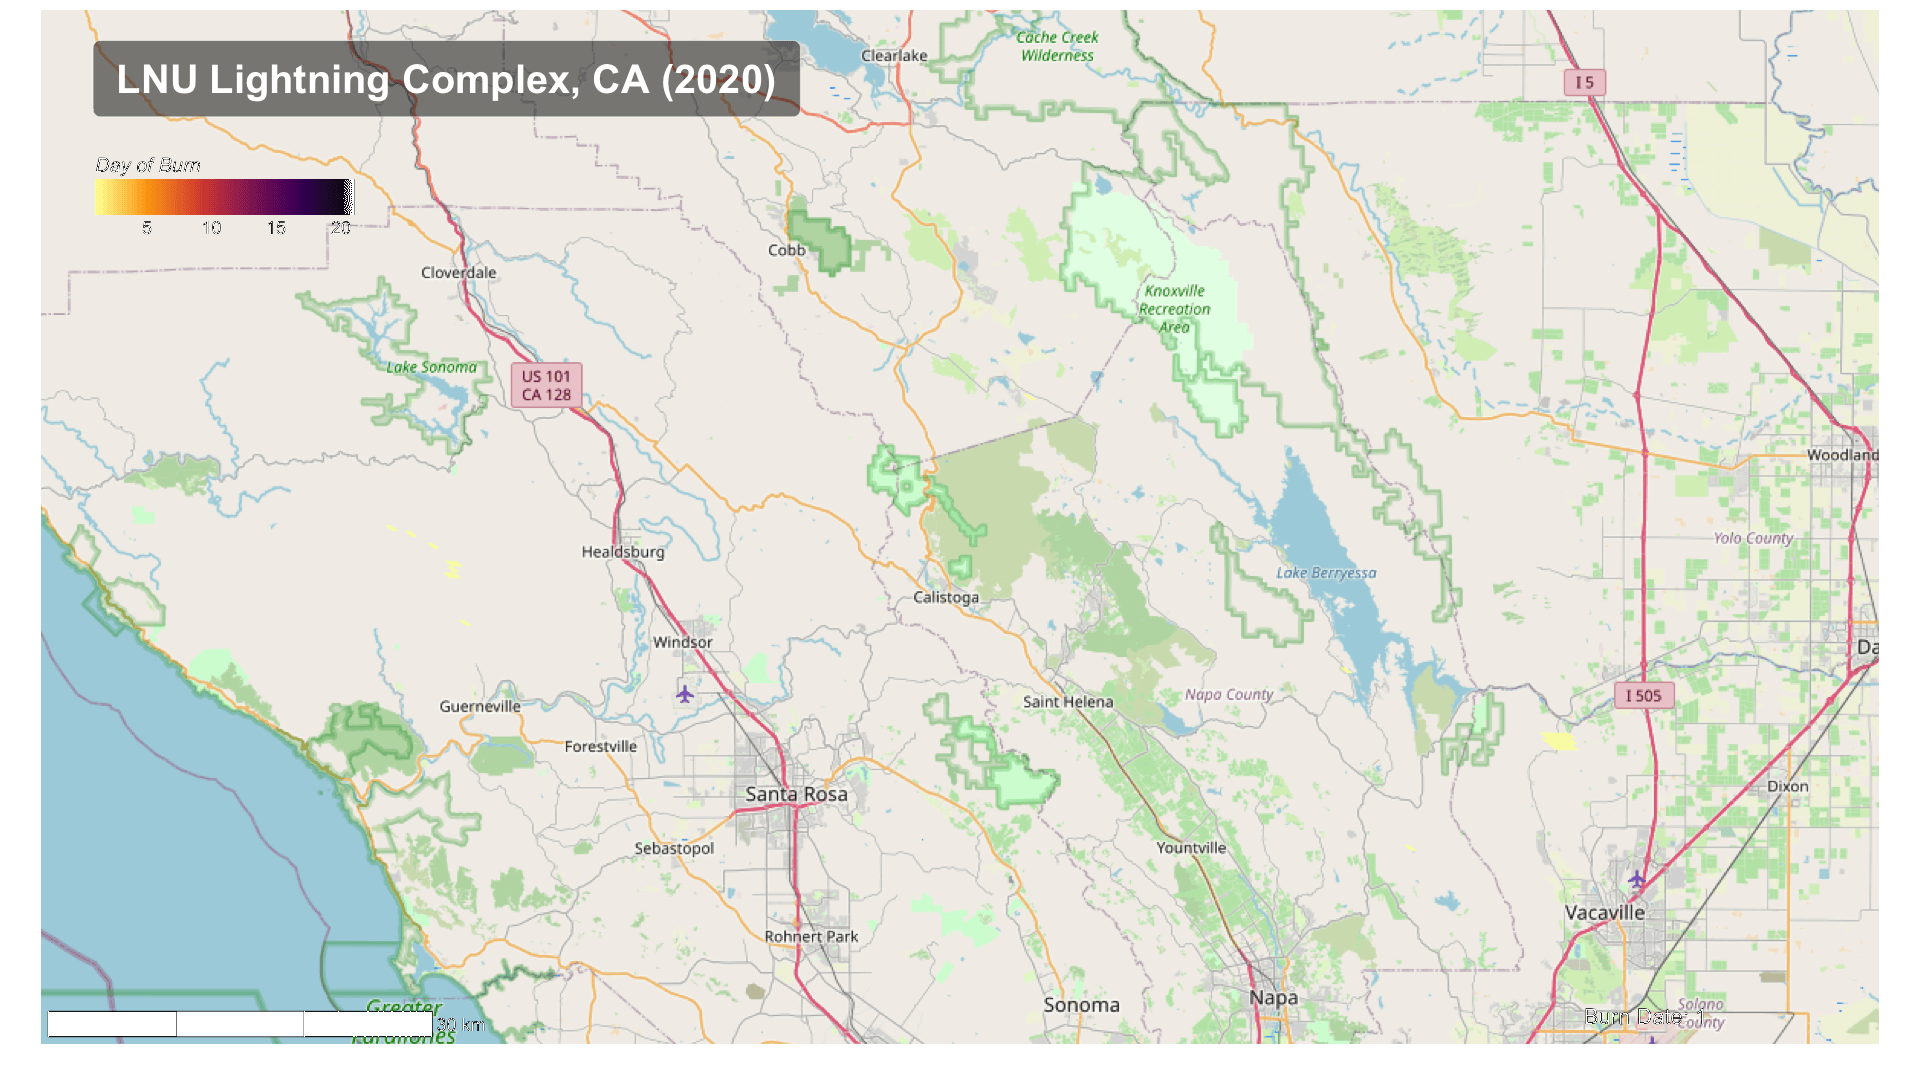 LNU Lightning Complex, CA (2020)
Day of Burn
5 10 15 20
Clearlake
Cache Creek
Wilderness
I 5
Cobb
Cloverdale
Knoxville
Recreation
Area
Lake Sonoma
US 101
CA 128
Woodland
Healdsburg
Yolo County
Lake Berryessa
Calistoga
Windsor
Da
Saint Helena
Napa County
I 505
Guerneville
Forestville
Santa Rosa
Dixon
Sebastopol
Yountville
Vacaville
Rohnert Park
Napa
Sonoma
Solano
County
Greater
Farallones
30 km
Burn Date: 1